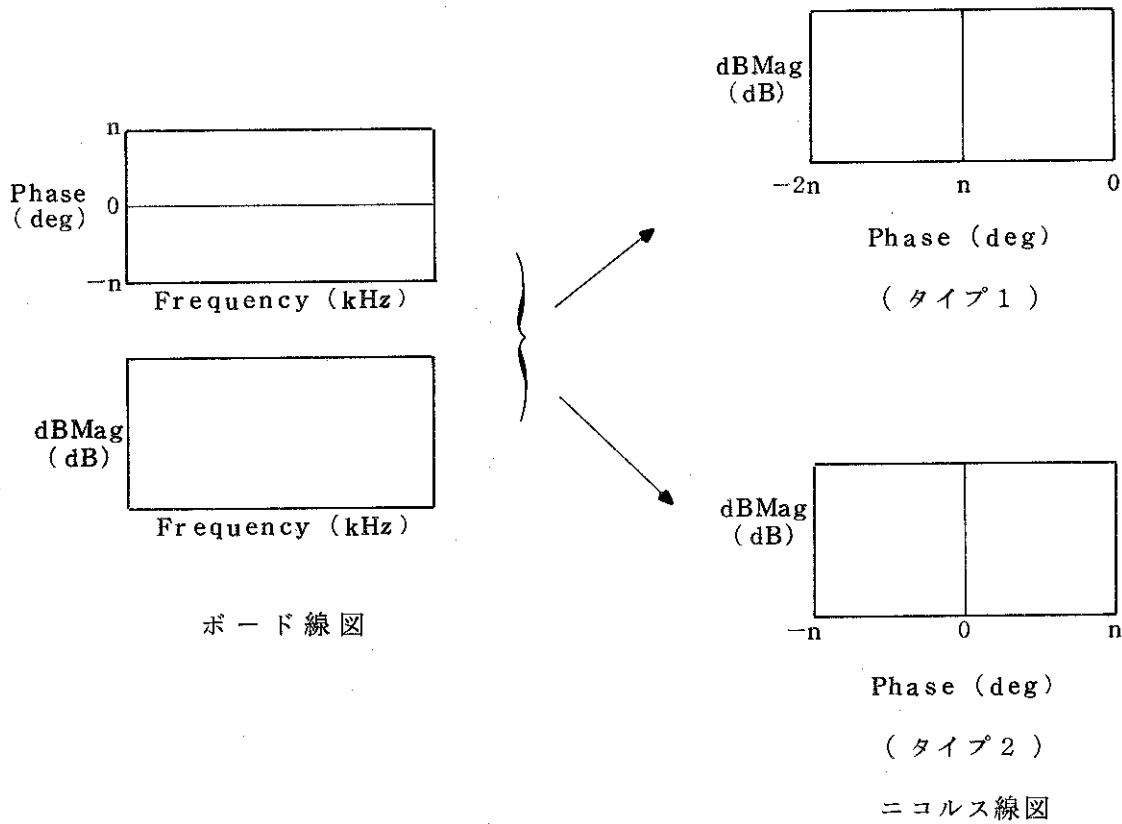 n
Phase
(deg)
0
−n
Frequency (kHz)
dBMag
(dB)
Frequency (kHz)
ボード線図
dBMag
(dB)
−2n
n
0
Phase (deg)
(タイプ1)
dBMag
(dB)
−n
0
n
Phase (deg)
(タイプ2)
ニコルス線図